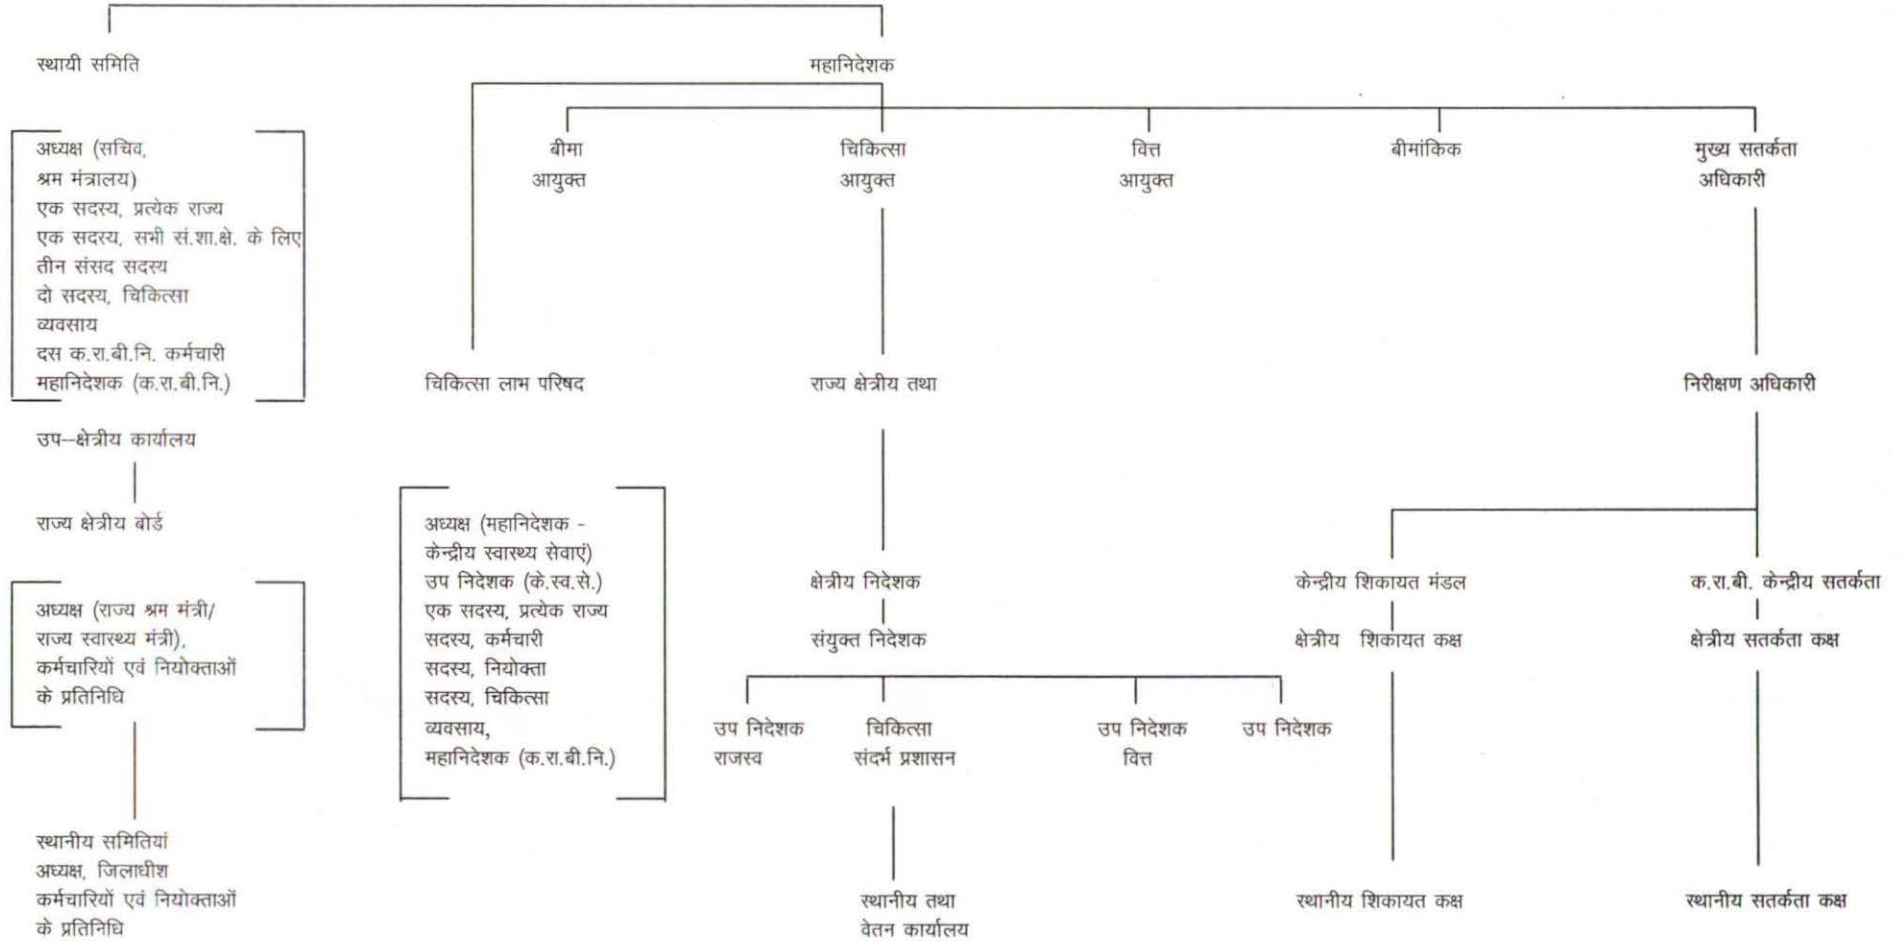 स्थायी समिति
महानिदेशक
अध्यक्ष (सचिव,
श्रम मंत्रालय)
एक सदस्य, प्रत्येक राज्य
एक सदस्य, सभी सं.शा.क्षे. के लिए
तीन संसद सदस्य
दो सदस्य, चिकित्सा
व्यवसाय
दस क.रा.बी.नि. कर्मचारी
महानिदेशक (क.रा.बी.नि.)
बीमा
आयुक्त
चिकित्सा
आयुक्त
वित्त
आयुक्त
बीमांकिक
मुख्य सतर्कता
अधिकारी
चिकित्सा लाभ परिषद
राज्य क्षेत्रीय तथा
निरीक्षण अधिकारी
उप--क्षेत्रीय कार्यालय
राज्य क्षेत्रीय बोर्ड
अध्यक्ष (राज्य श्रम मंत्री/
राज्य स्वास्थ्य मंत्री),
कर्मचारियों एवं नियोक्ताओं
के प्रतिनिधि
स्थानीय समितियां
अध्यक्ष, जिलाधीश
कर्मचारियों एवं नियोक्ताओं
के प्रतिनिधि
अध्यक्ष (महानिदेशक -
केन्द्रीय स्वास्थ्य सेवाएं)
उप निदेशक (के.स्व.से.)
एक सदस्य, प्रत्येक राज्य
सदस्य, कर्मचारी
सदस्य, नियोक्ता
सदस्य, चिकित्सा
व्यवसाय,
महानिदेशक (क.रा.बी.नि.)
क्षेत्रीय निदेशक
संयुक्त निदेशक
उप निदेशक
राजस्व
चिकित्सा
संदर्भ प्रशासन
उप निदेशक
वित्त
उप निदेशक
स्थानीय तथा
वेतन कार्यालय
केन्द्रीय शिकायत मंडल
क्षेत्रीय शिकायत कक्ष
स्थानीय शिकायत कक्ष
क.रा.बी. केन्द्रीय सतर्कता
क्षेत्रीय सतर्कता कक्ष
स्थानीय सतर्कता कक्ष